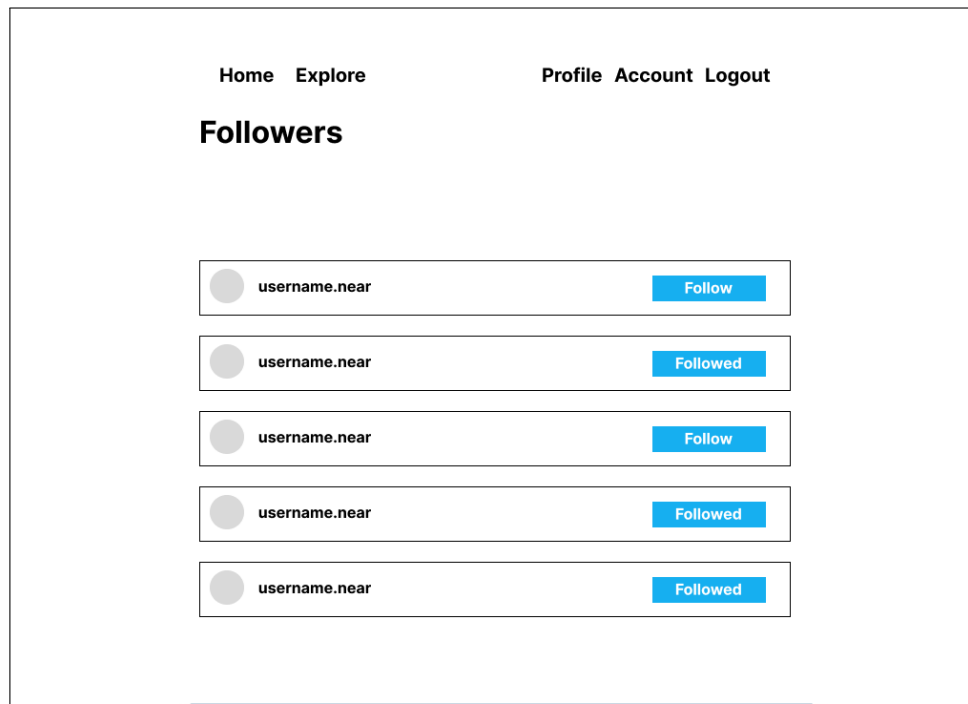 Home Explore Profile Account Logout
Followers
username.near Follow
username.near Followed
username.near Follow
username.near Followed
username.near Followed